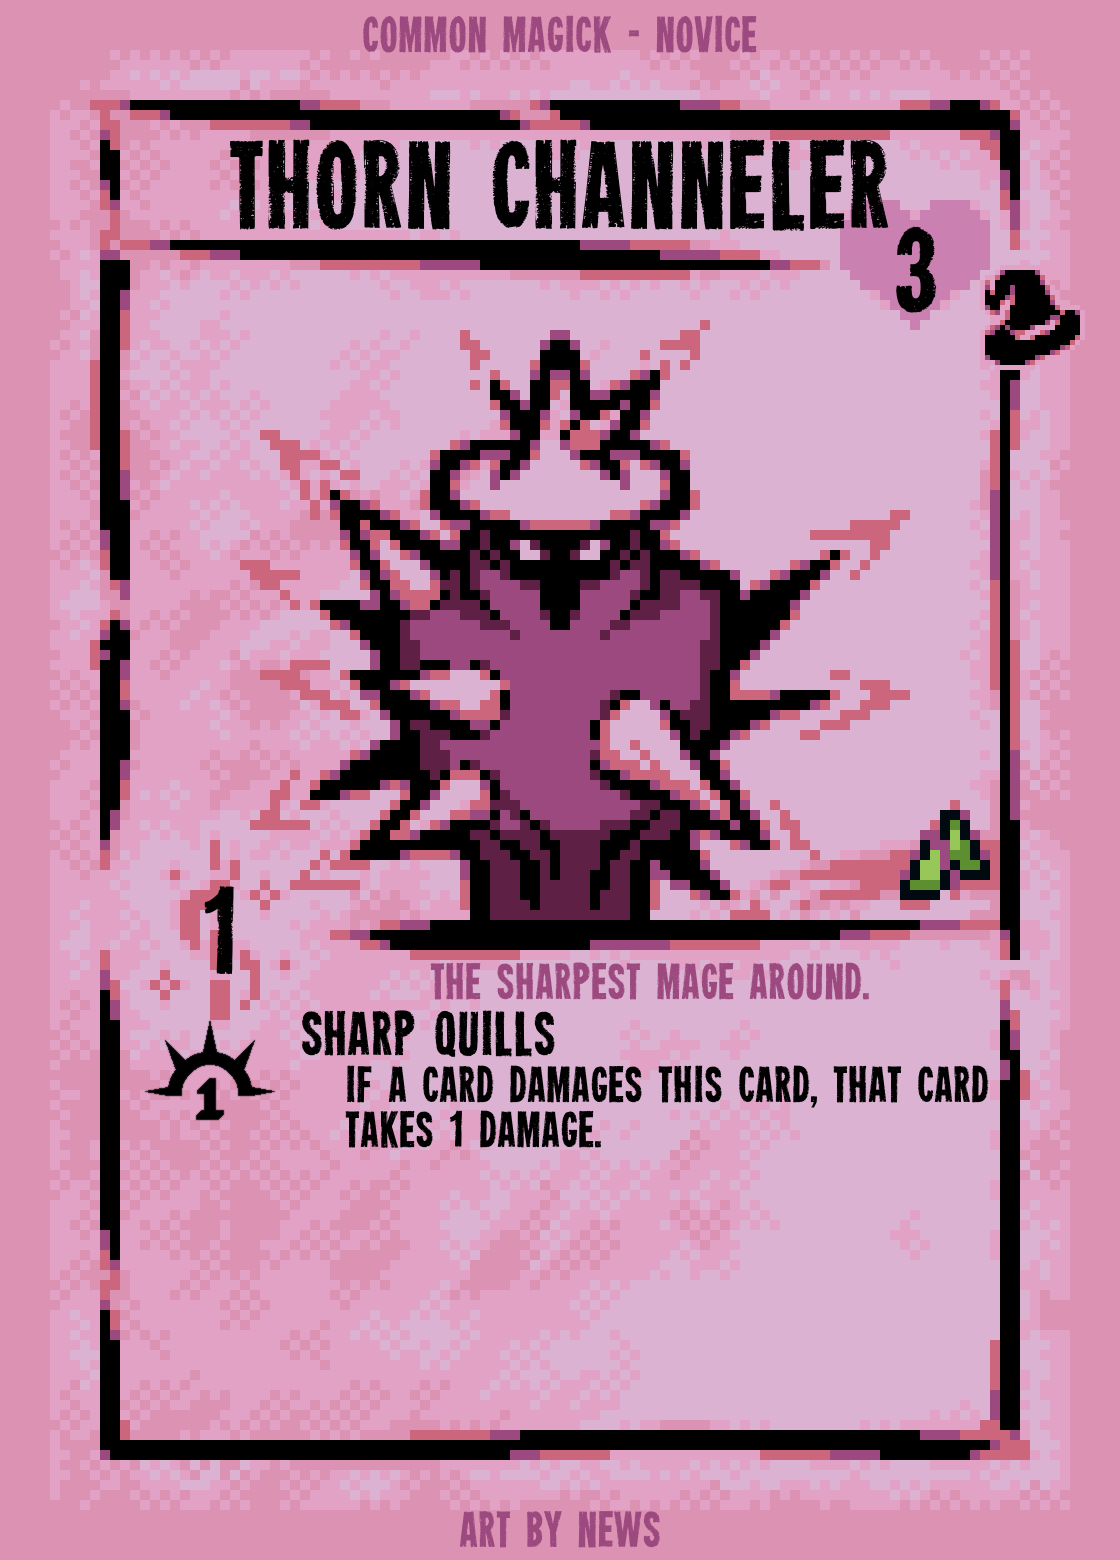 COMMON MAGICK - NOVICE
THORN CHANNELER
3
1
THE SHARPEST MAGE AROUND.
SHARP QUILLS
1
IF A CARD DAMAGES THIS CARD, THAT CARD
TAKES 1 DAMAGE.
ART BY NEWS